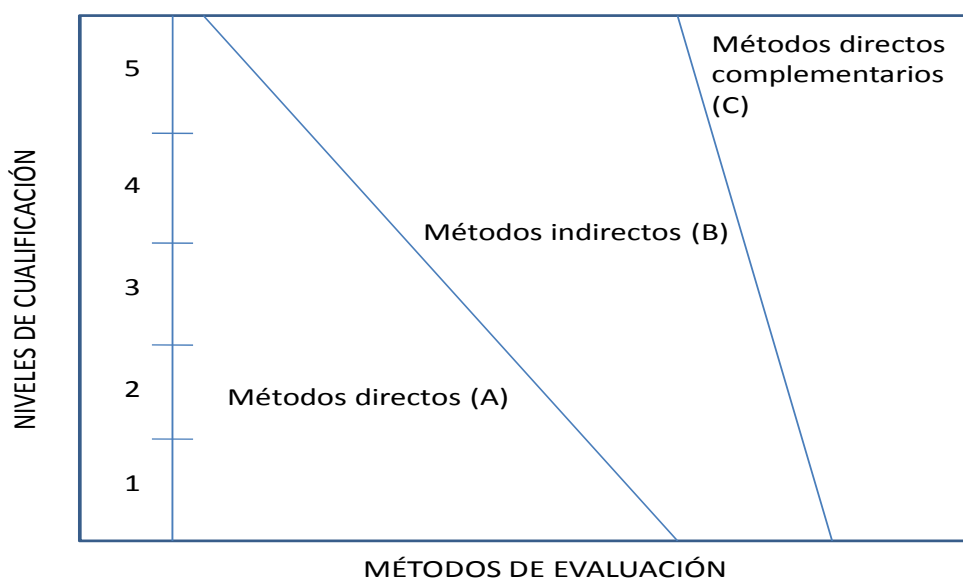 Métodos directos
complementarios
(C)
5
4
Métodos indirectos (B)
3
2
Métodos directos (A)
1
NIVELES DE CUALIFICACIÓN
MÉTODOS DE EVALUACIÓN